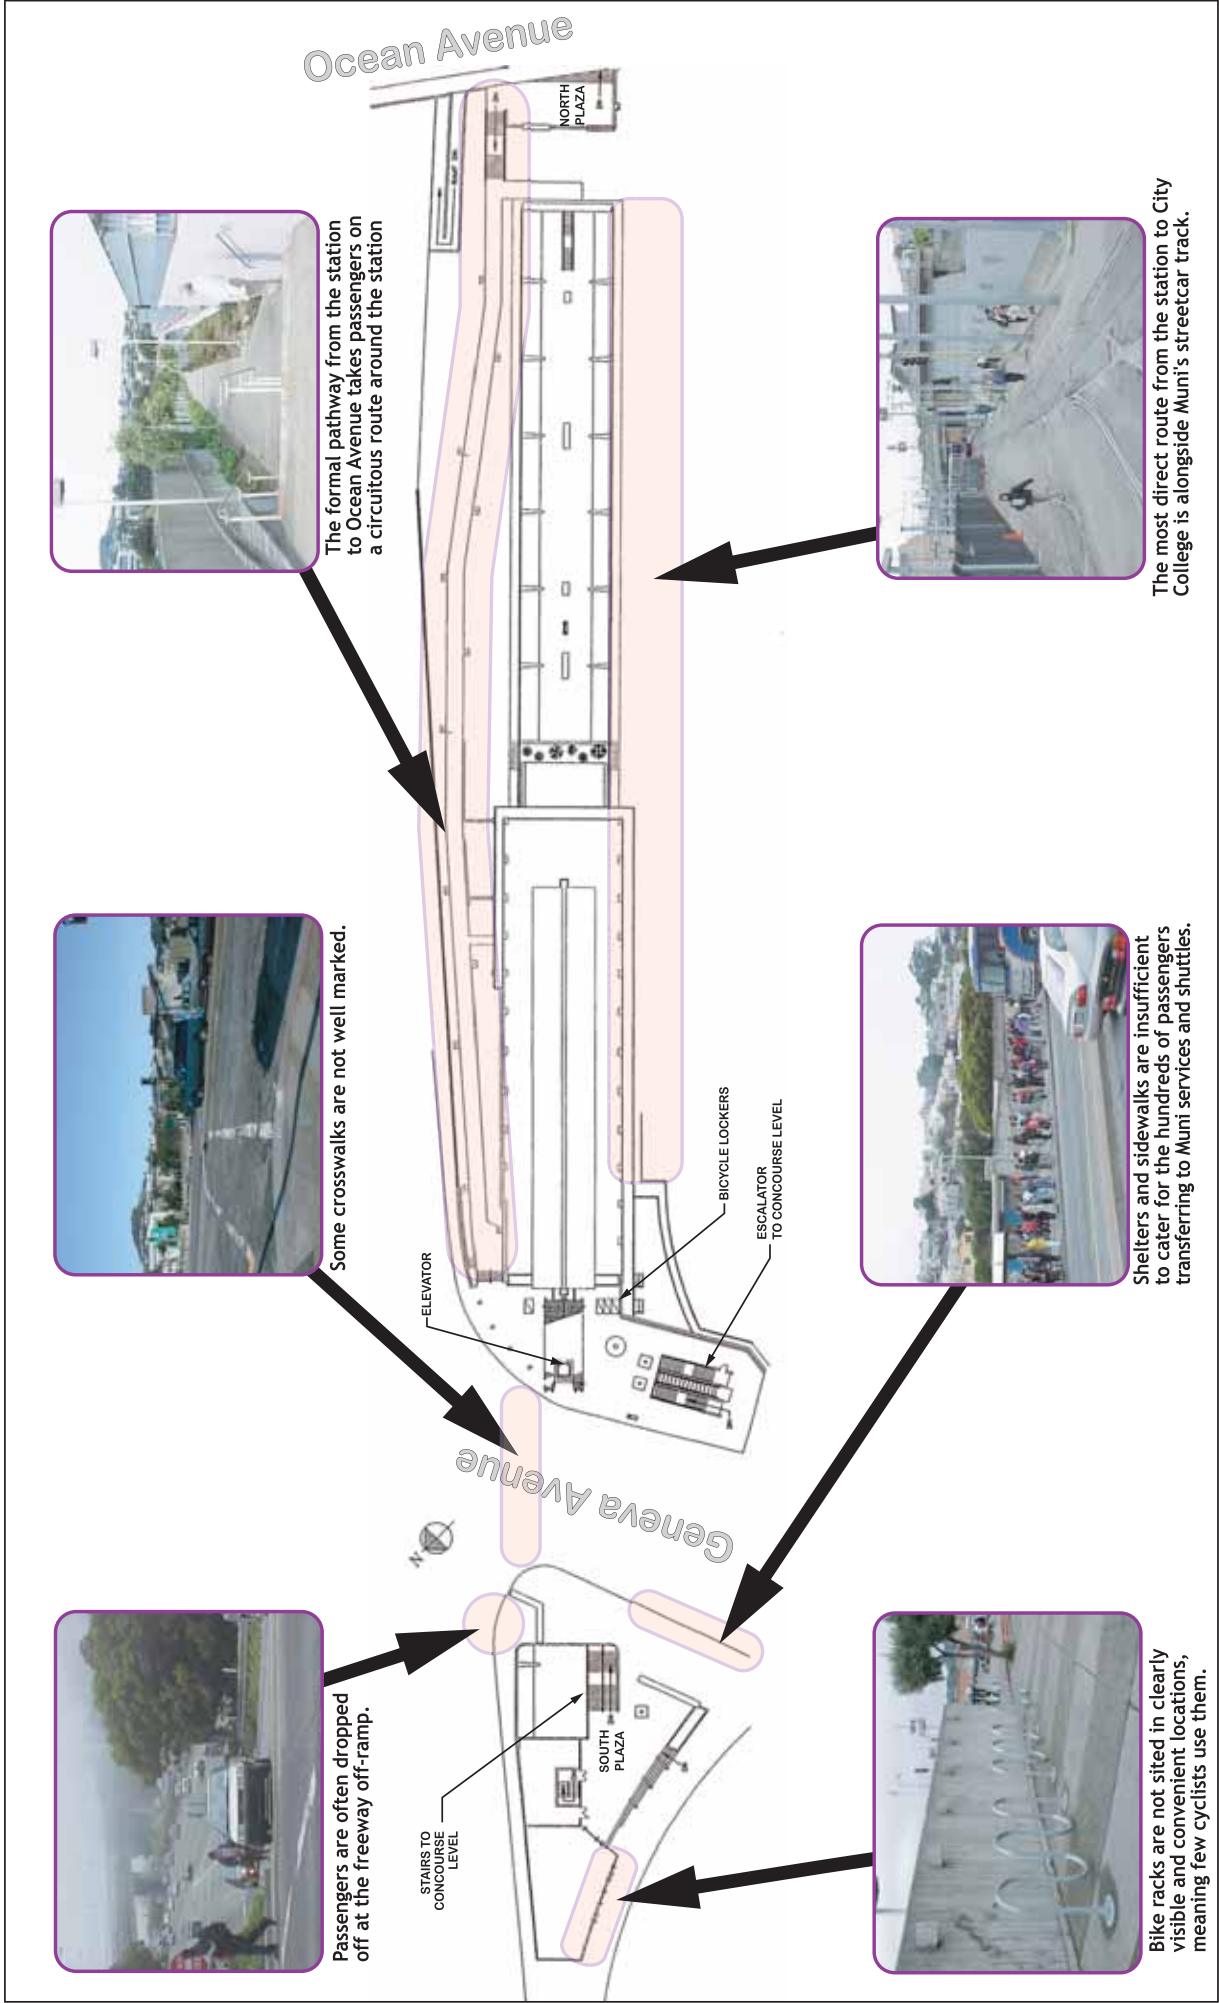 Passengers are often dropped
off at the freeway off-ramp.
Some crosswalks are not well marked.
The formal pathway from the station
to Ocean Avenue takes passengers on
a circuitous route around the station
Ocean Avenue
NORTH
PLAZA
N
Geneva Avenue
ELEVATOR
BICYCLE LOCKERS
ESCALATOR
TO CONCOURSE LEVEL
STAIRS TO
CONCOURSE
LEVEL
SOUTH
PLAZA
Bike racks are not sited in clearly
visible and convenient locations,
meaning few cyclists use them.
Shelters and sidewalks are insufficient
to cater for the hundreds of passengers
transferring to Muni services and shuttles.
The most direct route from the station to City
College is alongside Muni's streetcar track.